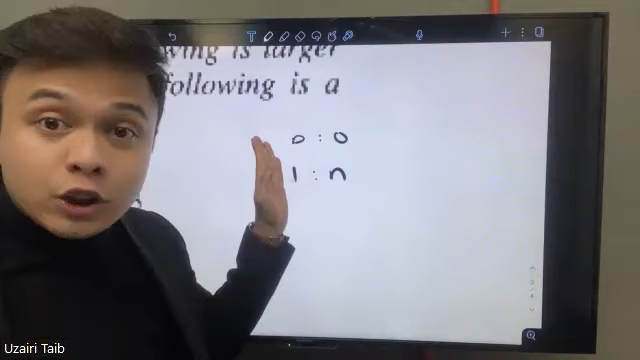 wing is larger
following is a
0 : 0
1 : n
Uzairi Taib